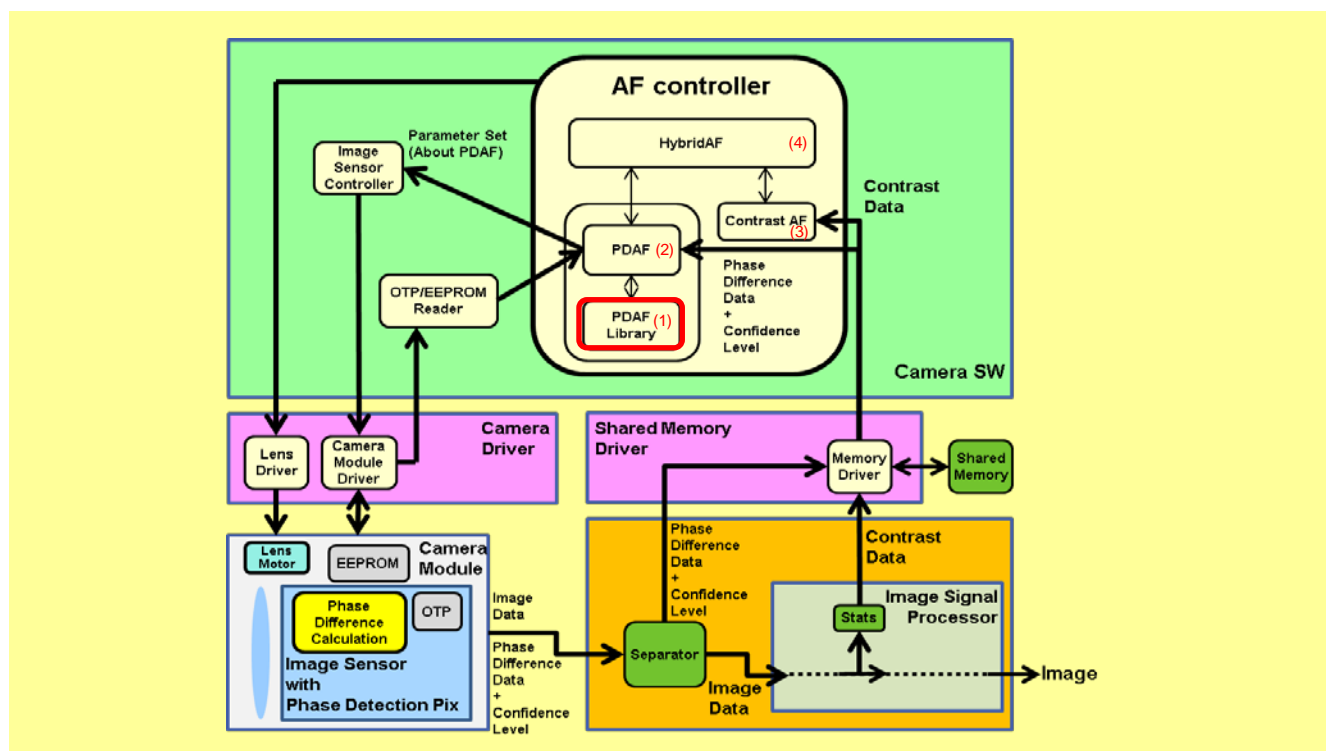 AF controller
HybridAF
(4)
Parameter Set
(About PDAF)
Image
Sensor
Controller
Contrast
Data
Contrast AF
(3)
PDAF
(2)
Phase
Difference
Data
+
Confidence
Level
OTP/EEPROM
Reader
PDAF
Library
(1)
Camera SW
Camera
Driver
Lens
Driver
Camera
Module
Driver
Shared Memory
Driver
Memory
Driver
Shared
Memory
Lens
Motor
EEPROM
Camera
Module
Phase
Difference
Calculation
OTP
Image Sensor
with
Phase Detection Pix
Image
Data
Phase
Difference
Data
+
Confidence
Level
Phase
Difference
Data
+
Confidence
Level
Contrast
Data
Image Signal
Processor
Stats
Separator
Image
Data
Image